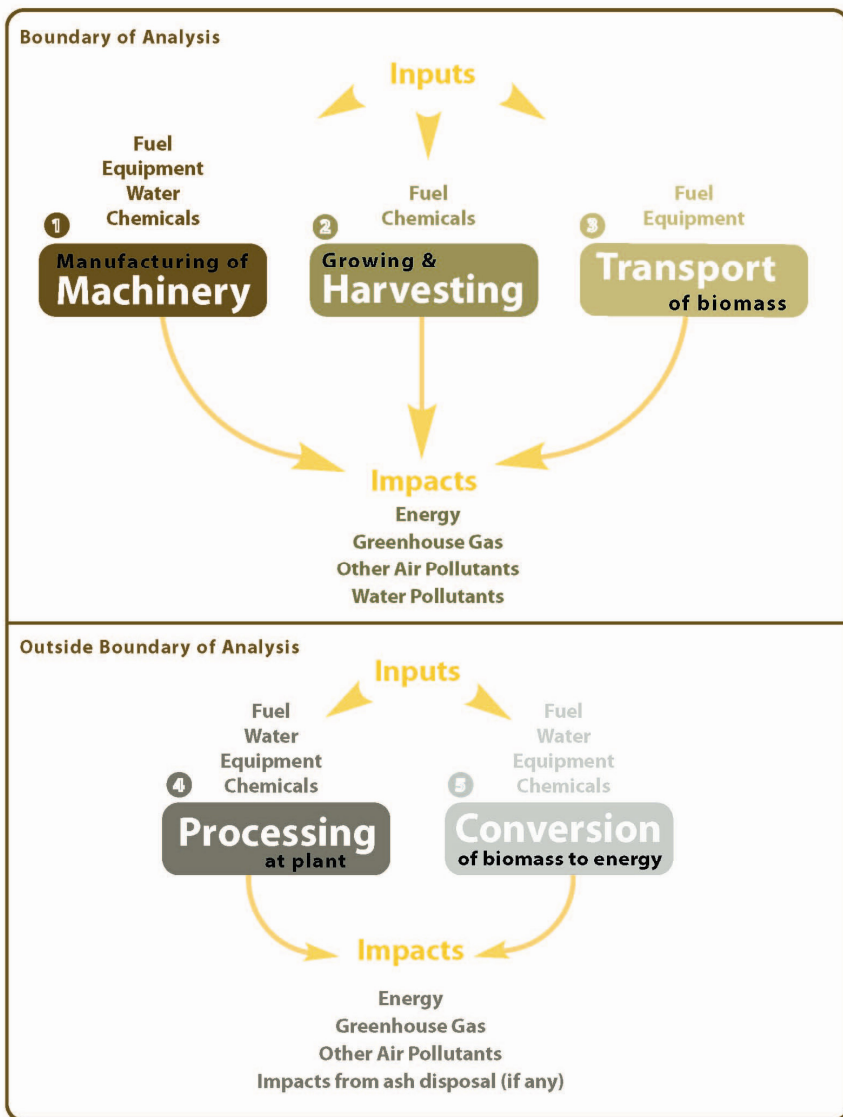 Boundary of Analysis
Inputs
Fuel
Equipment
Water
Chemicals
1
Manufacturing of
Machinery
Fuel
Chemicals
2
Growing &
Harvesting
Fuel
Equipment
3
Transport
of biomass
Impacts
Energy
Greenhouse Gas
Other Air Pollutants
Water Pollutants
Outside Boundary of Analysis
Inputs
Fuel
Water
Equipment
Chemicals
4
Processing
at plant
Fuel
Water
Equipment
Chemicals
5
Conversion
of biomass to energy
Impacts
Energy
Greenhouse Gas
Other Air Pollutants
Impacts from ash disposal (if any)